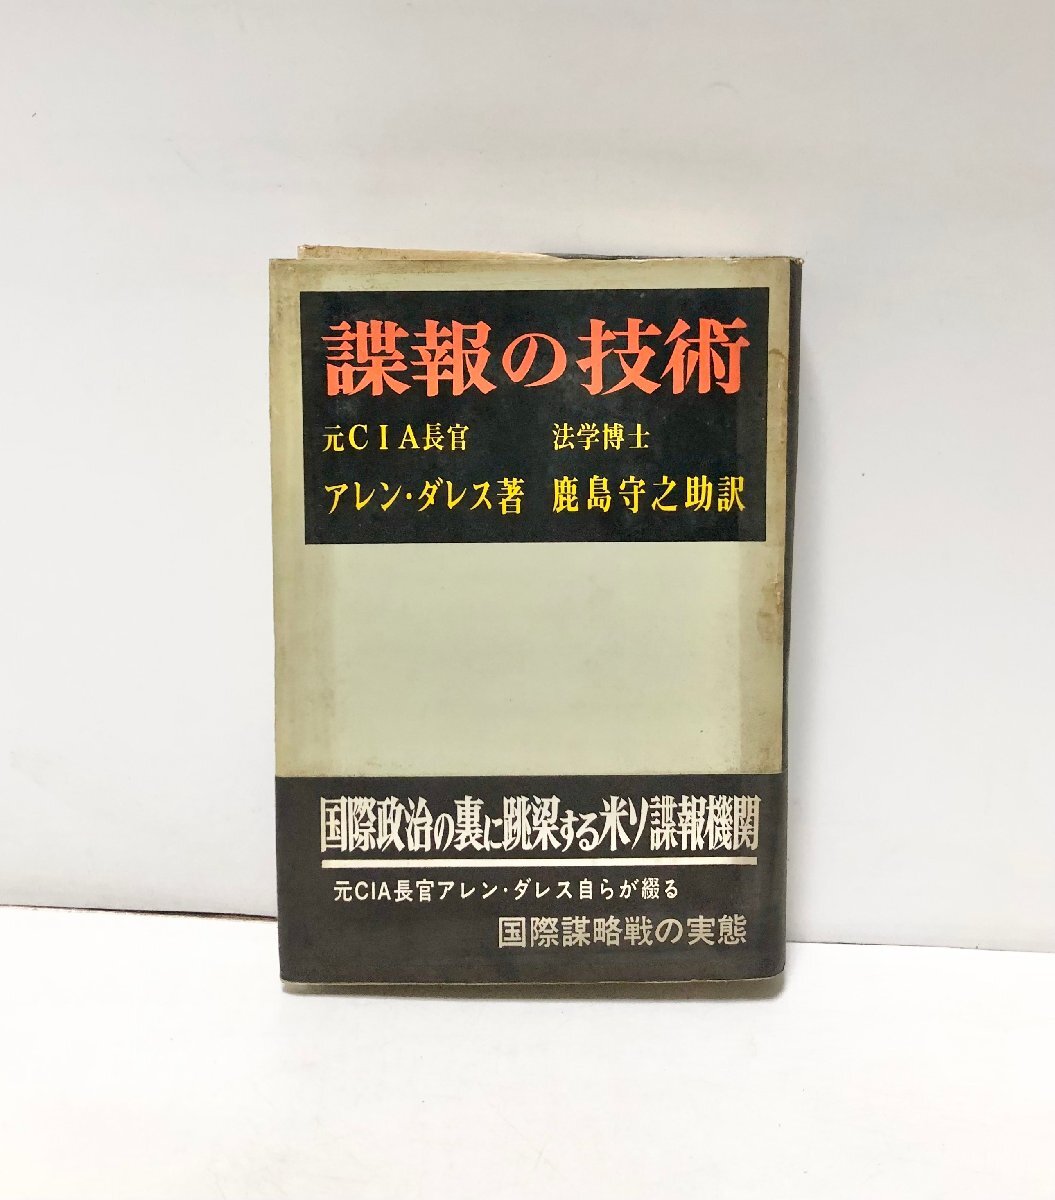 諜報の技術
元CIA長官 法学博士
アレン・ダレス著 鹿島守之助訳
国際政治の裏に跳梁する米ソ諜報機関
元CIA長官アレン・ダレス自らが綴る
国際謀略戦の実態